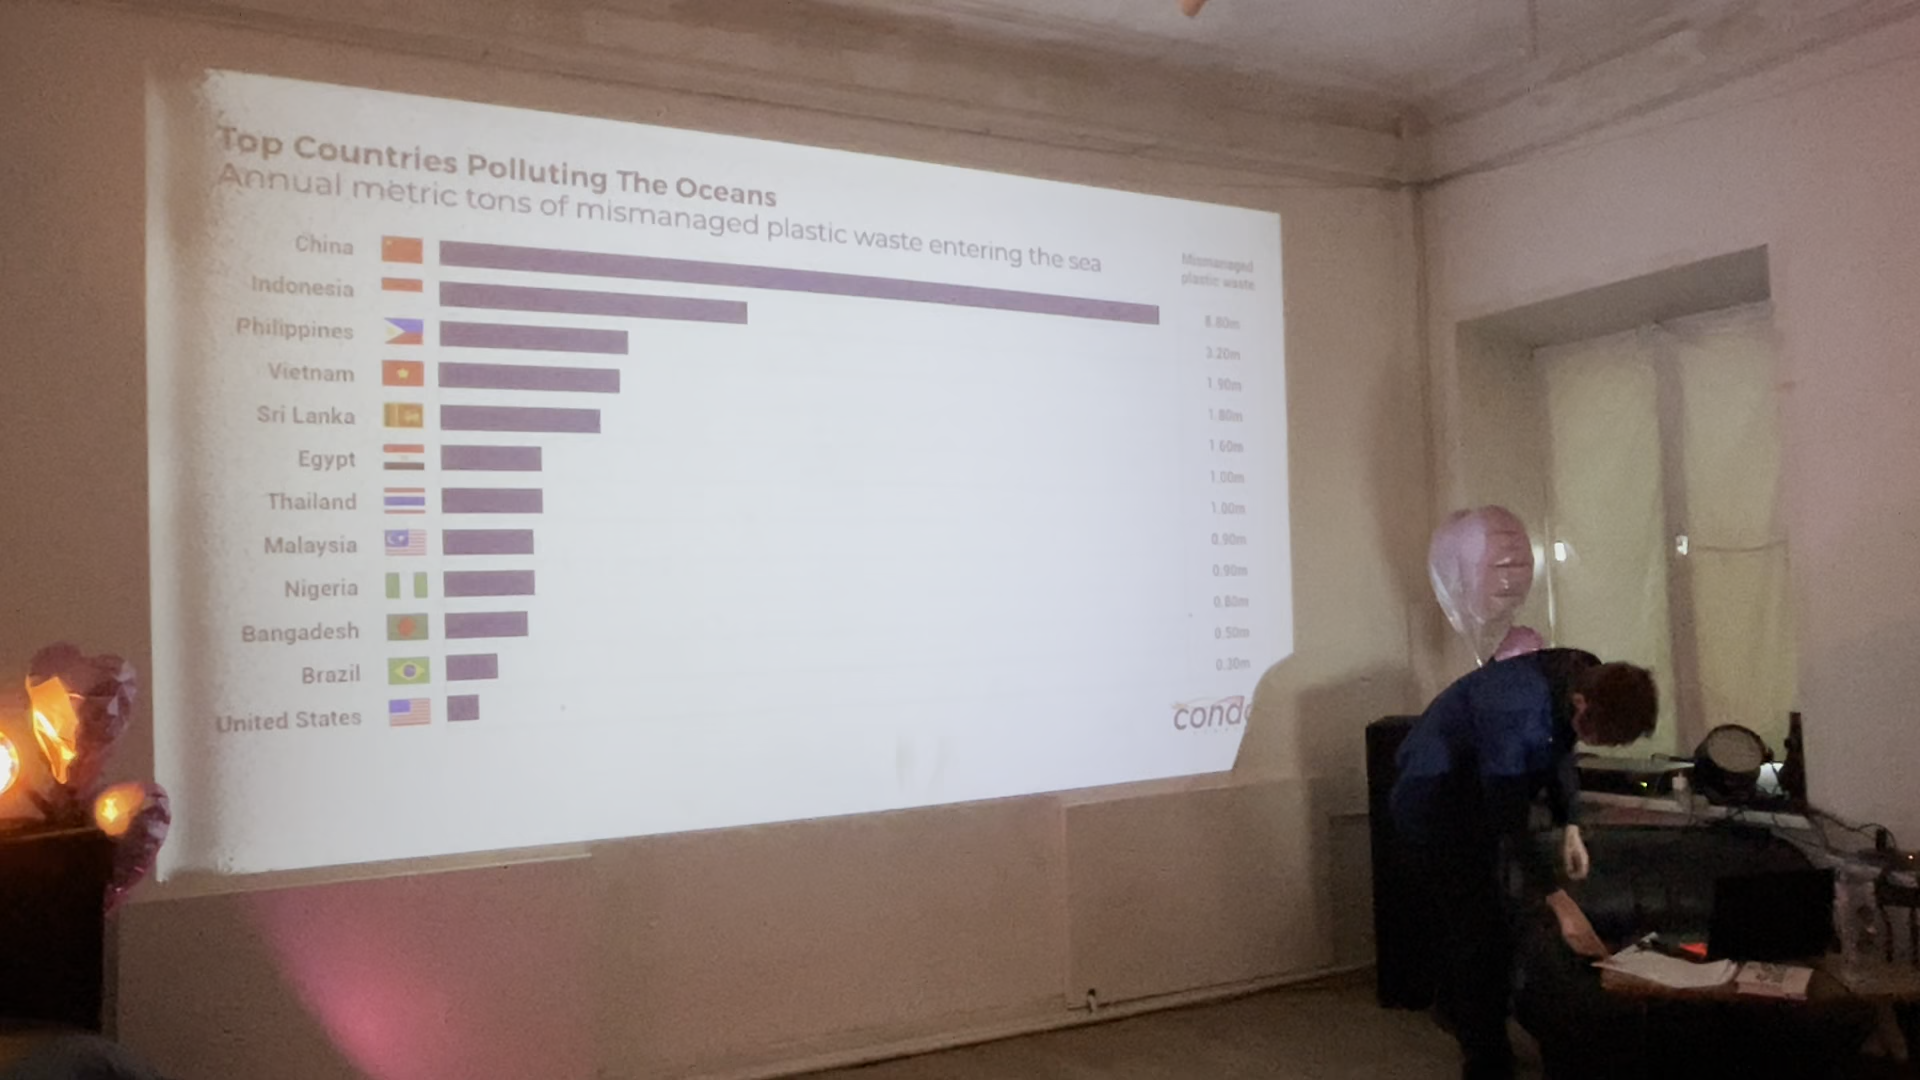 Top Countries Polluting The Oceans
Annual metric tons of mismanaged plastic waste entering the sea
Mismanaged
plastic waste
China 8.80m
Indonesia 3.20m
Philippines 1.90m
Vietnam 1.80m
Sri Lanka 1.60m
Egypt 1.00m
Thailand 1.00m
Malaysia 0.90m
Nigeria 0.90m
Bangadesh 0.80m
Brazil 0.50m
United States 0.30m
cond